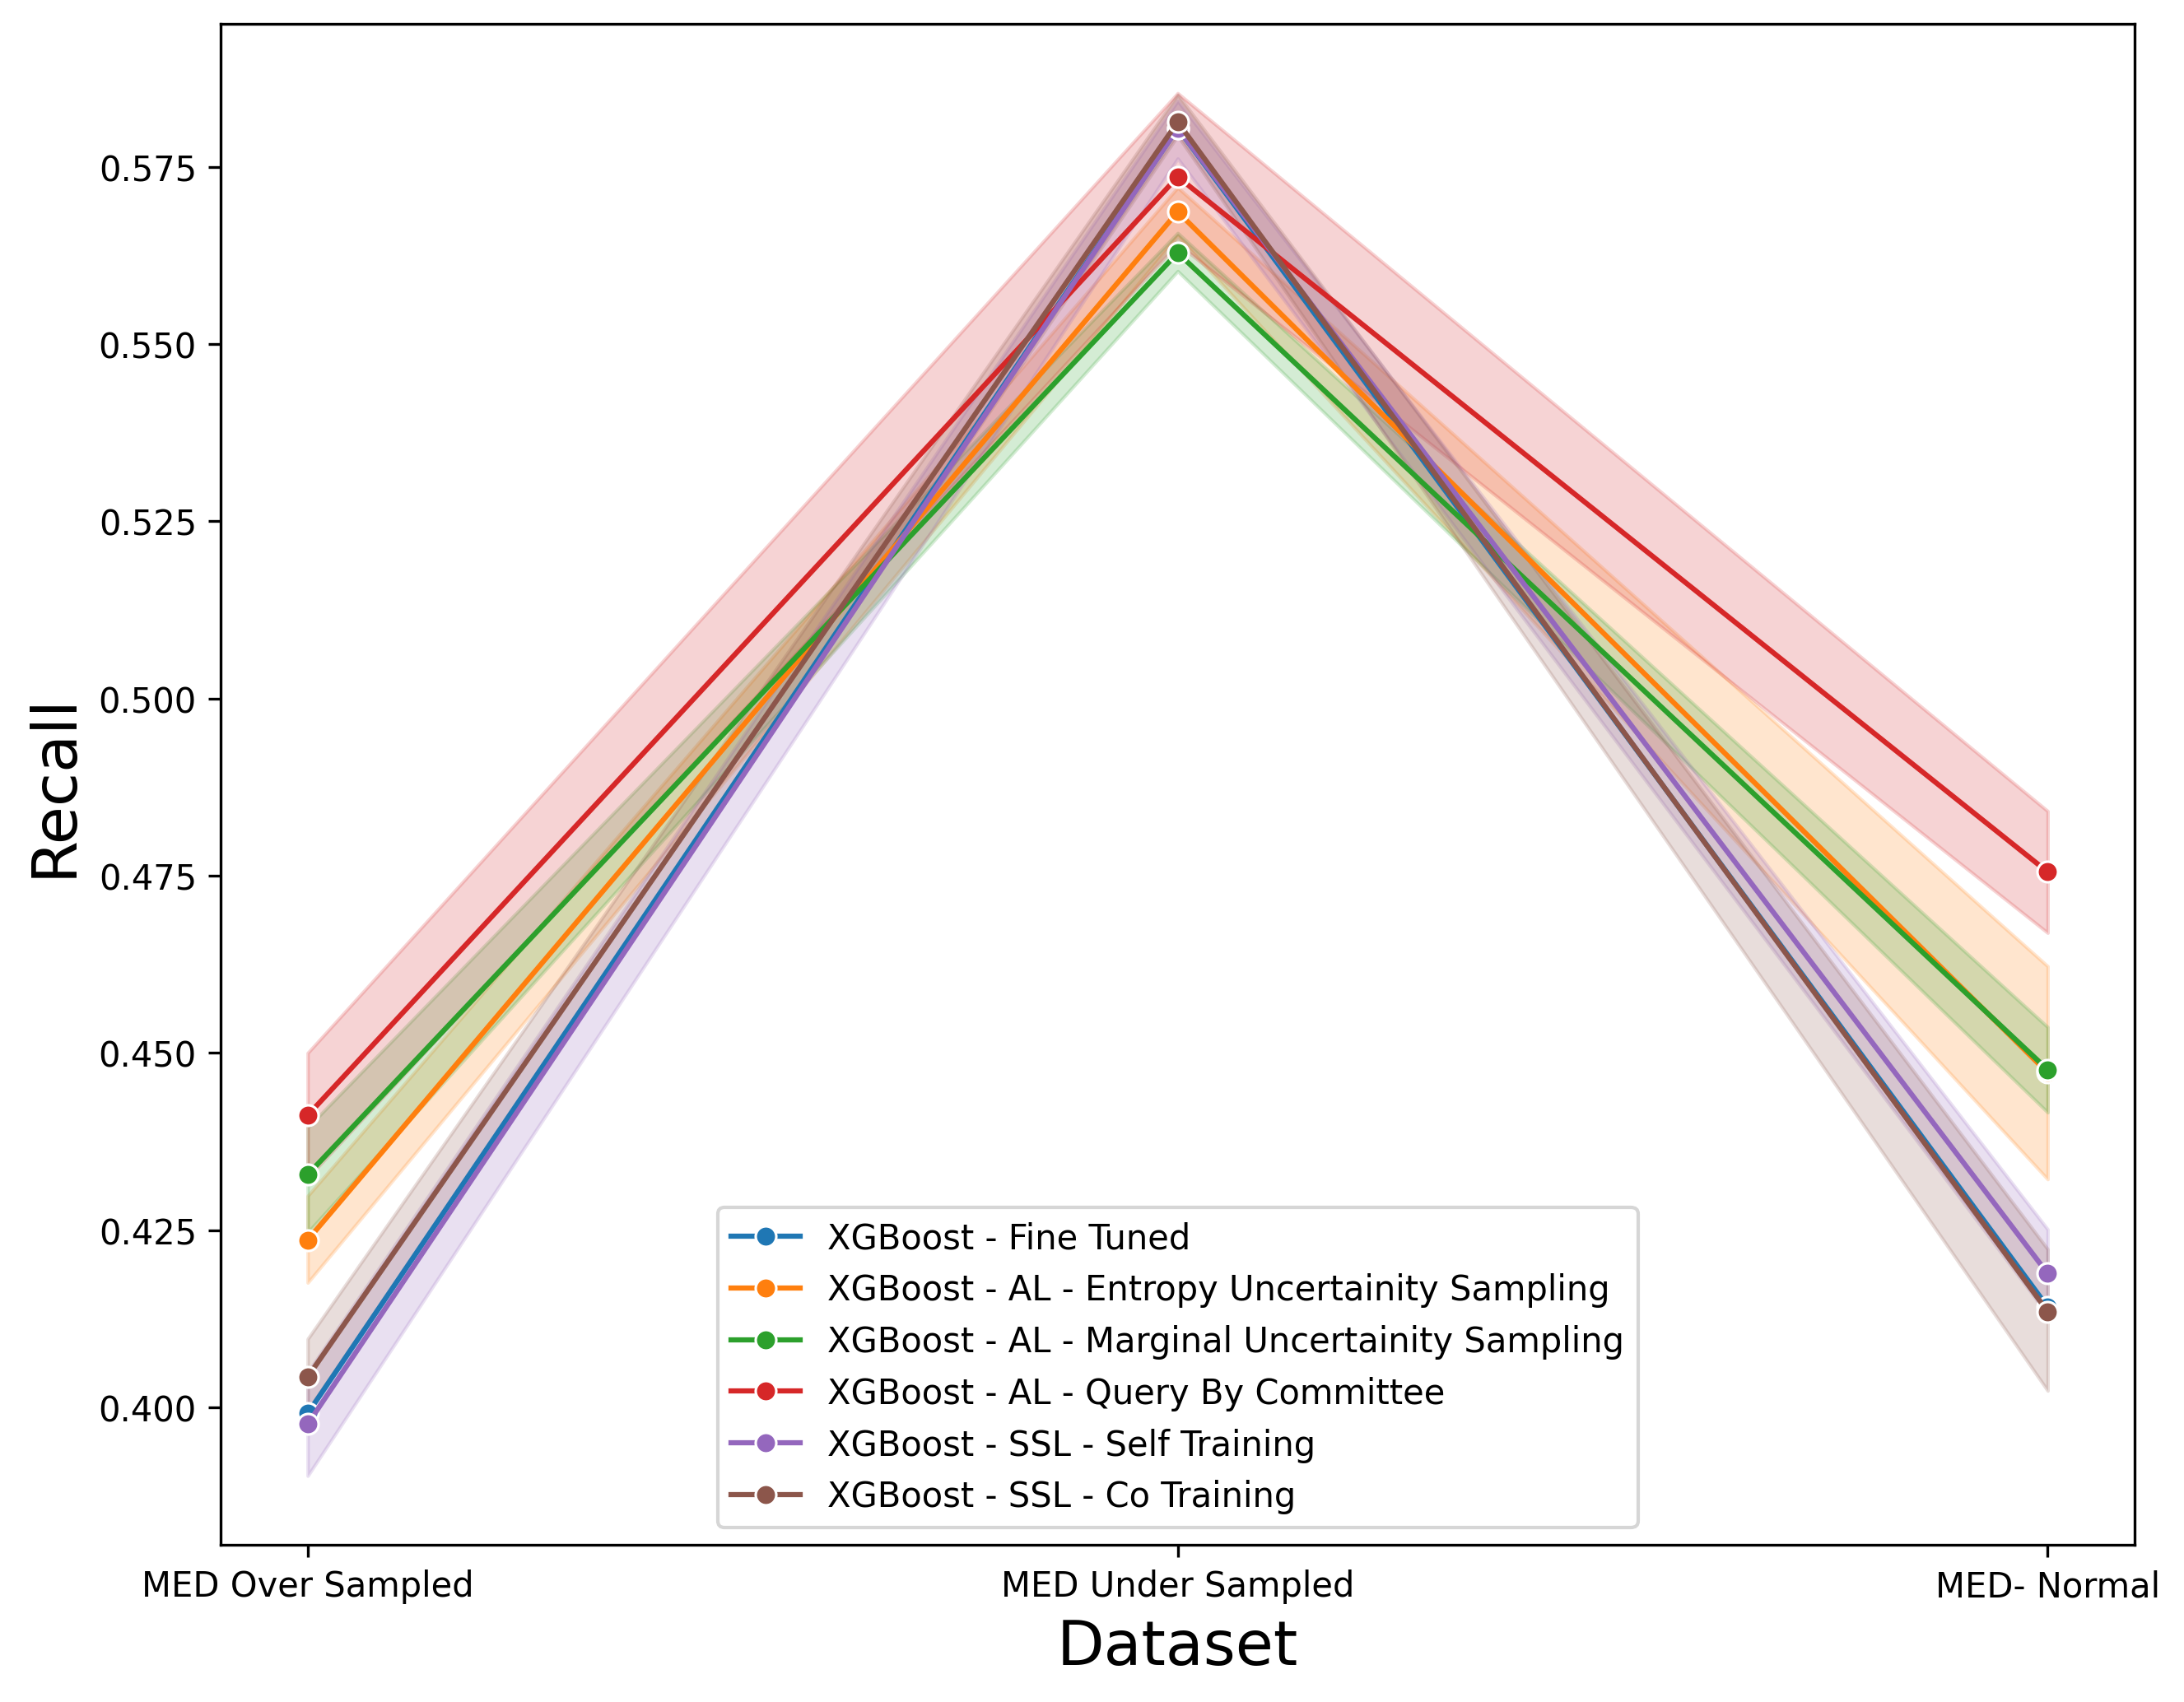 Recall
0.575
0.550
0.525
0.500
0.475
0.450
0.425
0.400
XGBoost - Fine Tuned
XGBoost - AL - Entropy Uncertainity Sampling
XGBoost - AL - Marginal Uncertainity Sampling
XGBoost - AL - Query By Committee
XGBoost - SSL - Self Training
XGBoost - SSL - Co Training
MED Over Sampled
MED Under Sampled
MED- Normal
Dataset